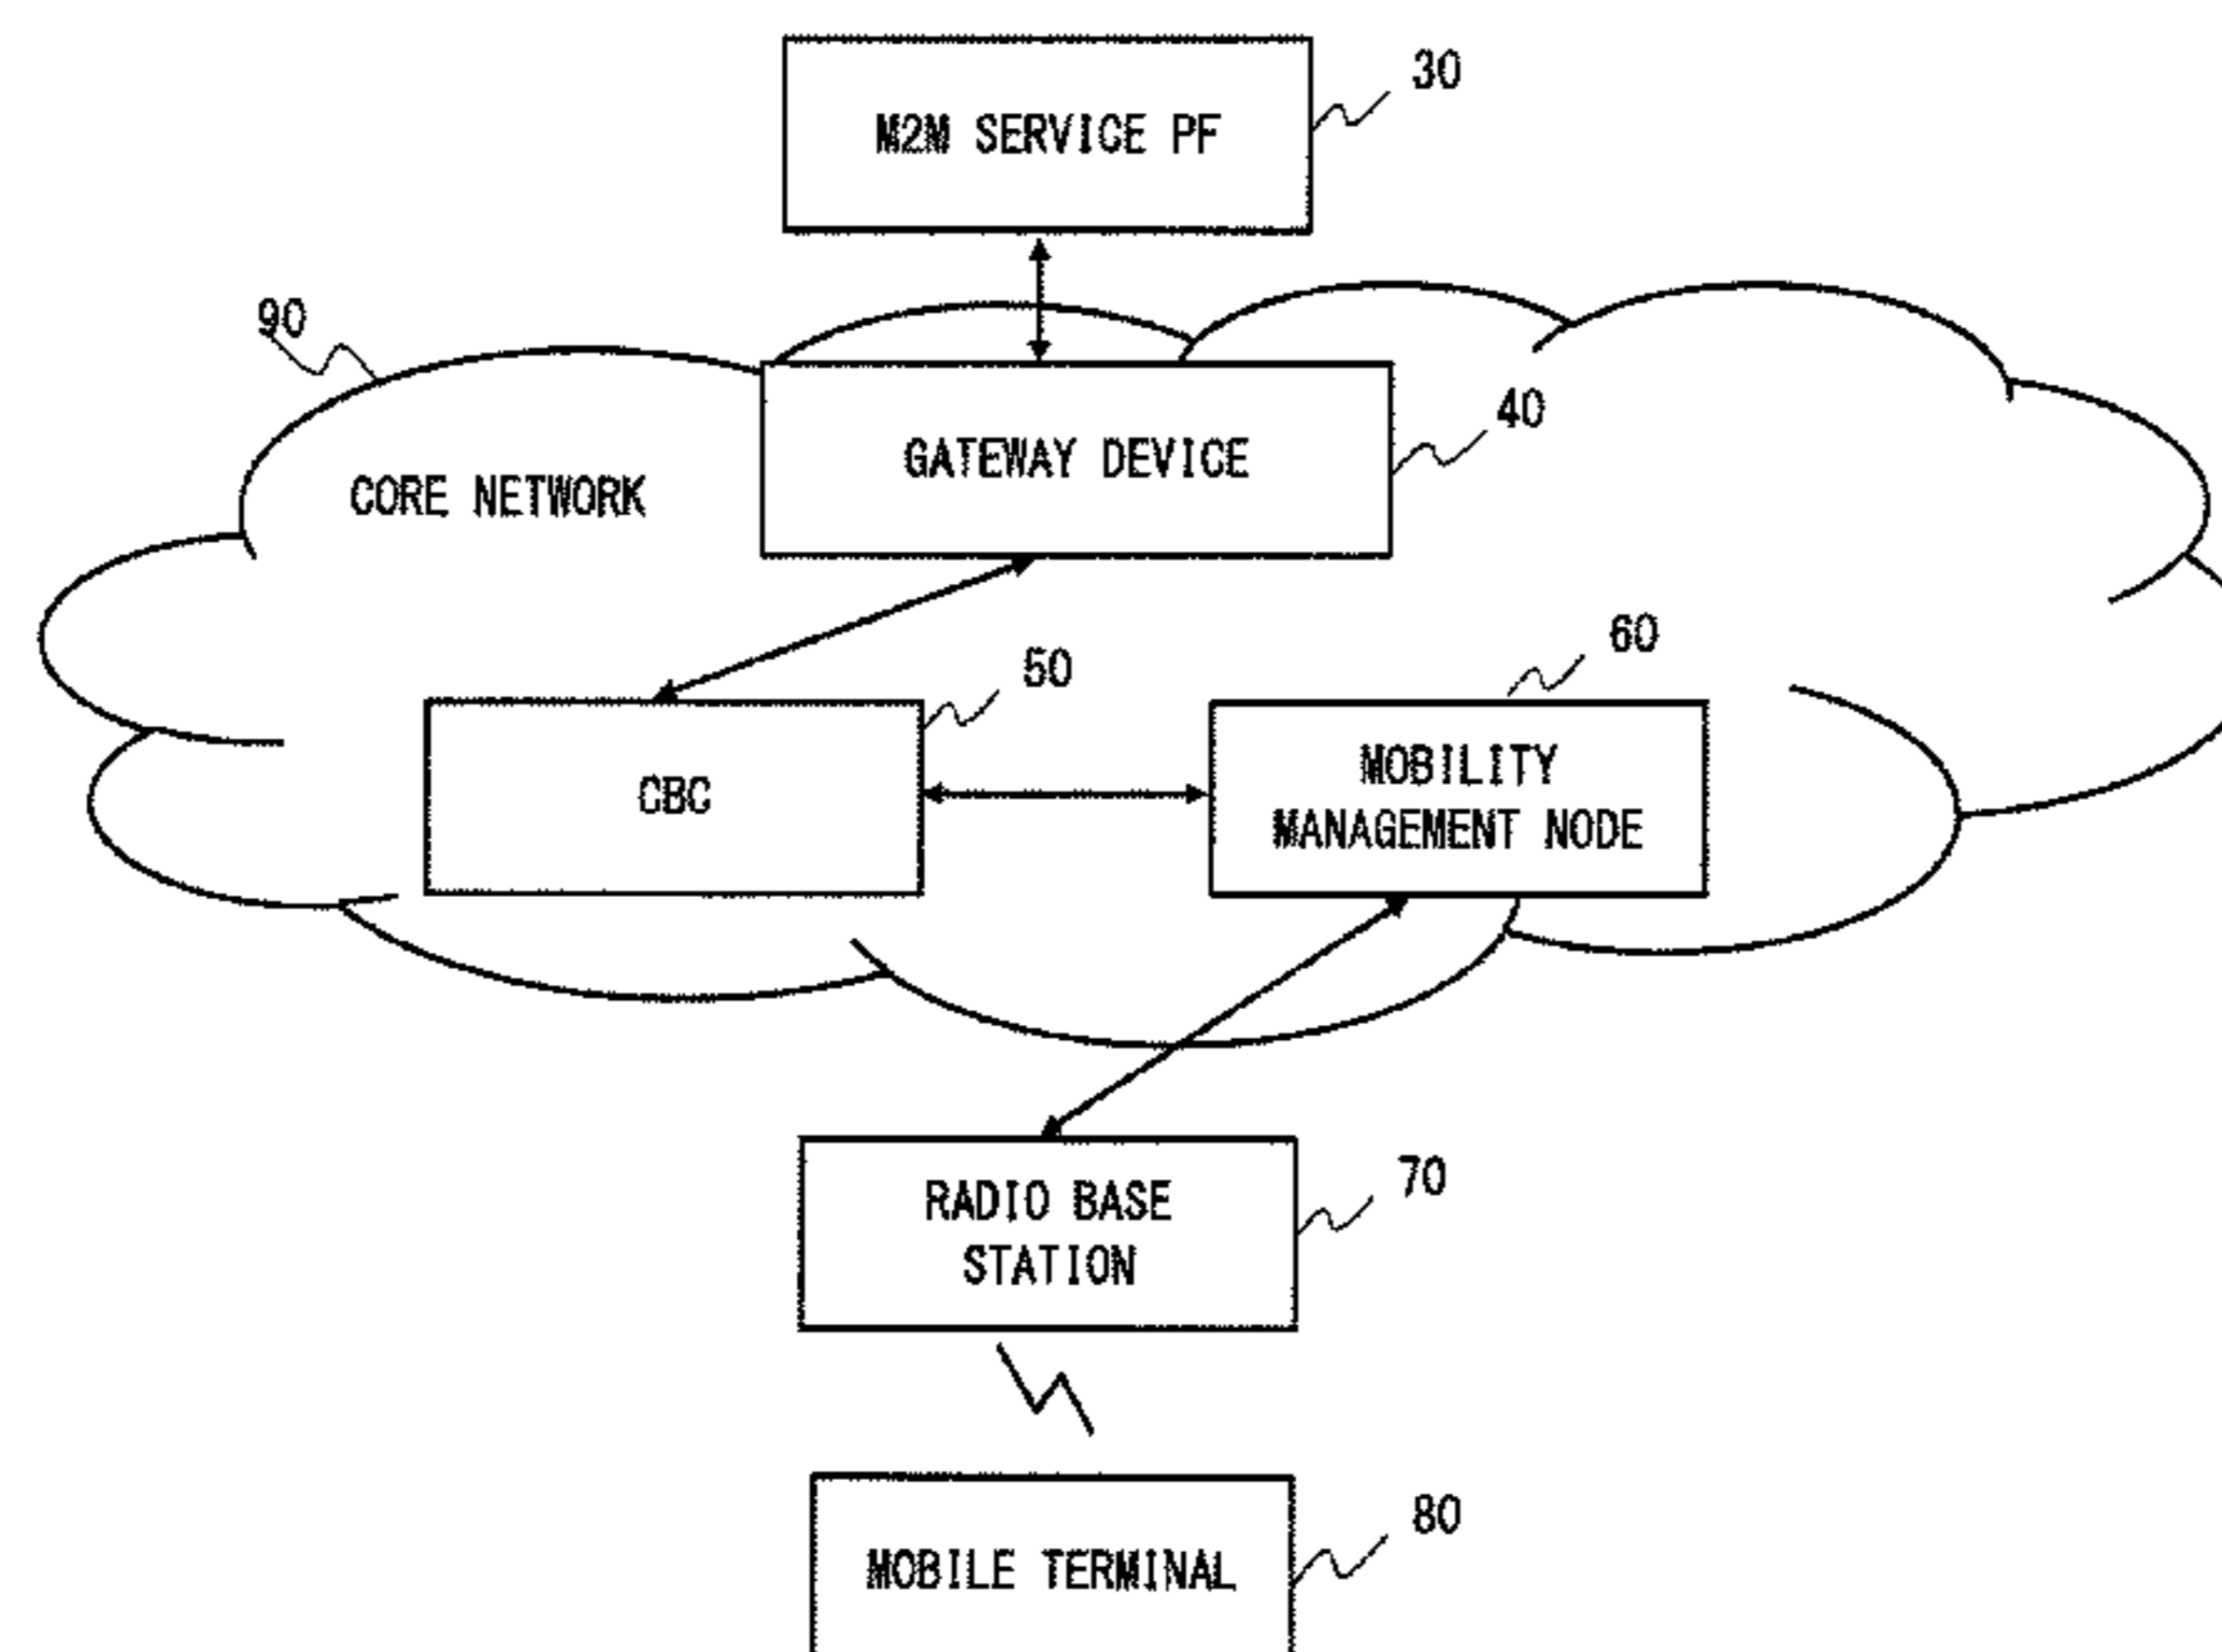 30
M2M SERVICE PF
90
40
GATEWAY DEVICE
CORE NETWORK
60
50
MOBILITY
MANAGEMENT NODE
CBC
70
RADIO BASE
STATION
80
MOBILE TERMINAL